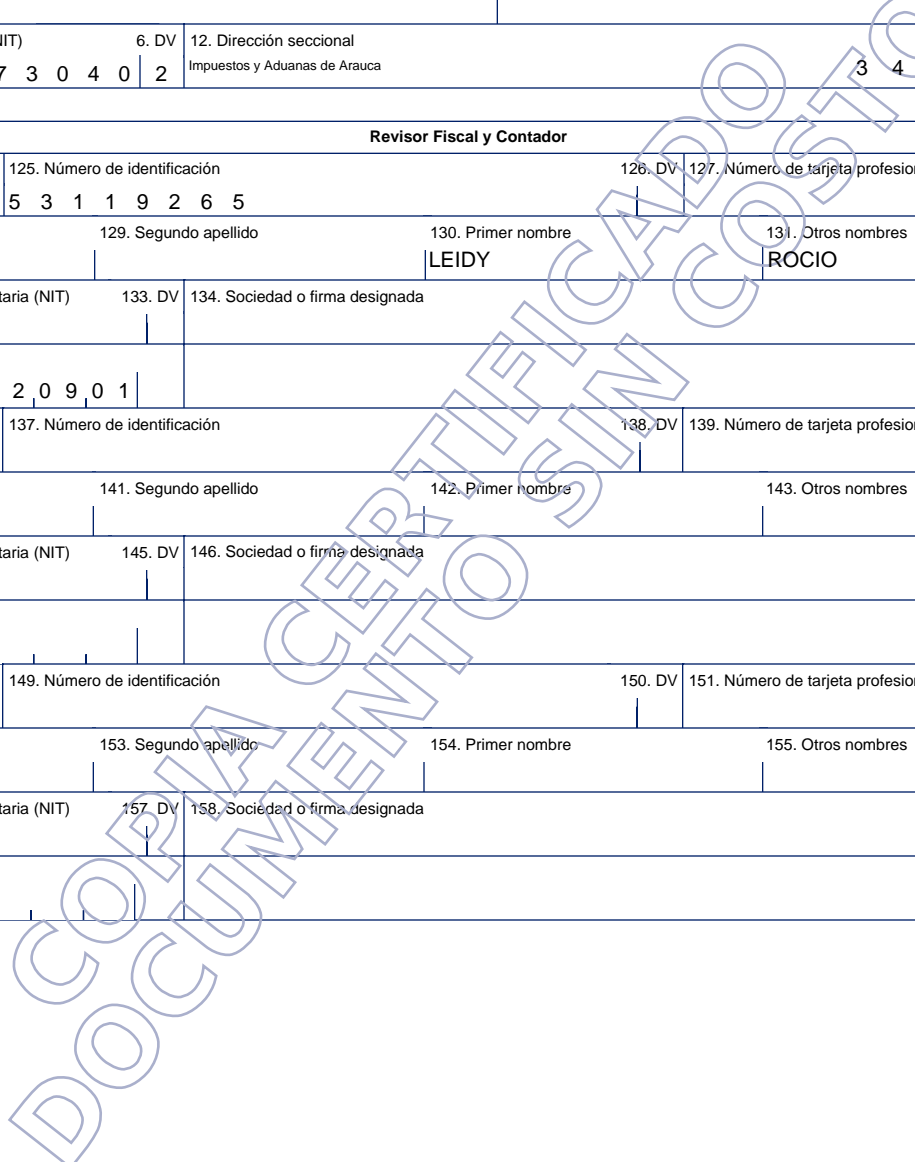 NIT) 6. DV 12. Dirección seccional
7 3 0 4 0 2 Impuestos y Aduanas de Arauca 3 4
Revisor Fiscal y Contador
125. Número de identificación 126. DV 127. Número de tarjeta profesion
5 3 1 1 9 2 6 5
129. Segundo apellido 130. Primer nombre 131. Otros nombres
LEIDY ROCIO
taria (NIT) 133. DV 134. Sociedad o firma designada
2 0 9 0 1
137. Número de identificación 138. DV 139. Número de tarjeta profesion
141. Segundo apellido 142. Primer nombre 143. Otros nombres
taria (NIT) 145. DV 146. Sociedad o firma designada
149. Número de identificación 150. DV 151. Número de tarjeta profesion
153. Segundo apellido 154. Primer nombre 155. Otros nombres
taria (NIT) 157. DV 158. Sociedad o firma designada
COPIA CERTIFICADO
DOCUMENTO SIN COSTO